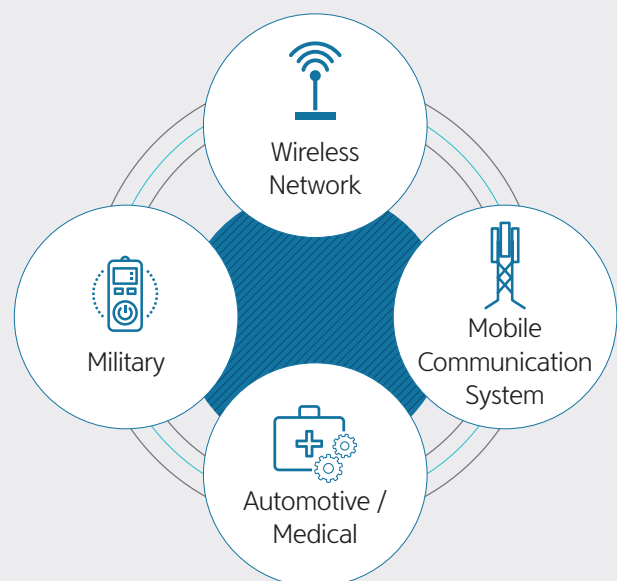 Wireless
Network
Military
Mobile
Communication
System
Automotive /
Medical